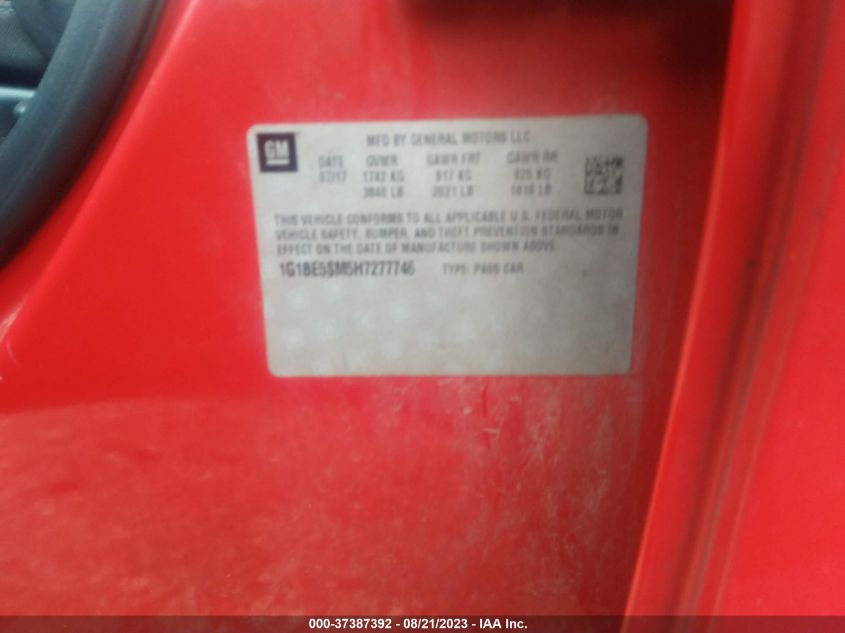 GM
MFD BY GENERAL MOTORS LLC
DATE GVWR GAWR FRT GAWR RR
07/17 1742 KG 917 KG 825 KG
3840 LB 2021 LB 1818 LB
THIS VEHICLE CONFORMS TO ALL APPLICABLE U.S. FEDERAL MOTOR
VEHICLE SAFETY, BUMPER, AND THEFT PREVENTION STANDARDS IN
EFFECT ON THE DATE OF MANUFACTURE SHOWN ABOVE.
1G1BE5SM5H7277746 TYPE: PASS CAR
000-37387392 - 08/21/2023 - IAA Inc.